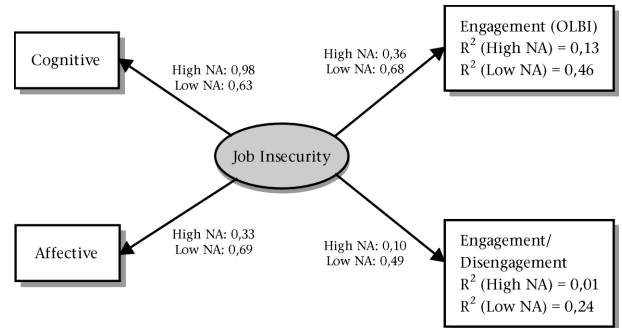 Cognitive
High NA: 0,98
Low NA: 0,63
High NA: 0,36
Low NA: 0,68
Engagement (OLBI)
R² (High NA) = 0,13
R² (Low NA) = 0,46
Job Insecurity
Affective
High NA: 0,33
Low NA: 0,69
High NA: 0,10
Low NA: 0,49
Engagement/
Disengagement
R² (High NA) = 0,01
R² (Low NA) = 0,24